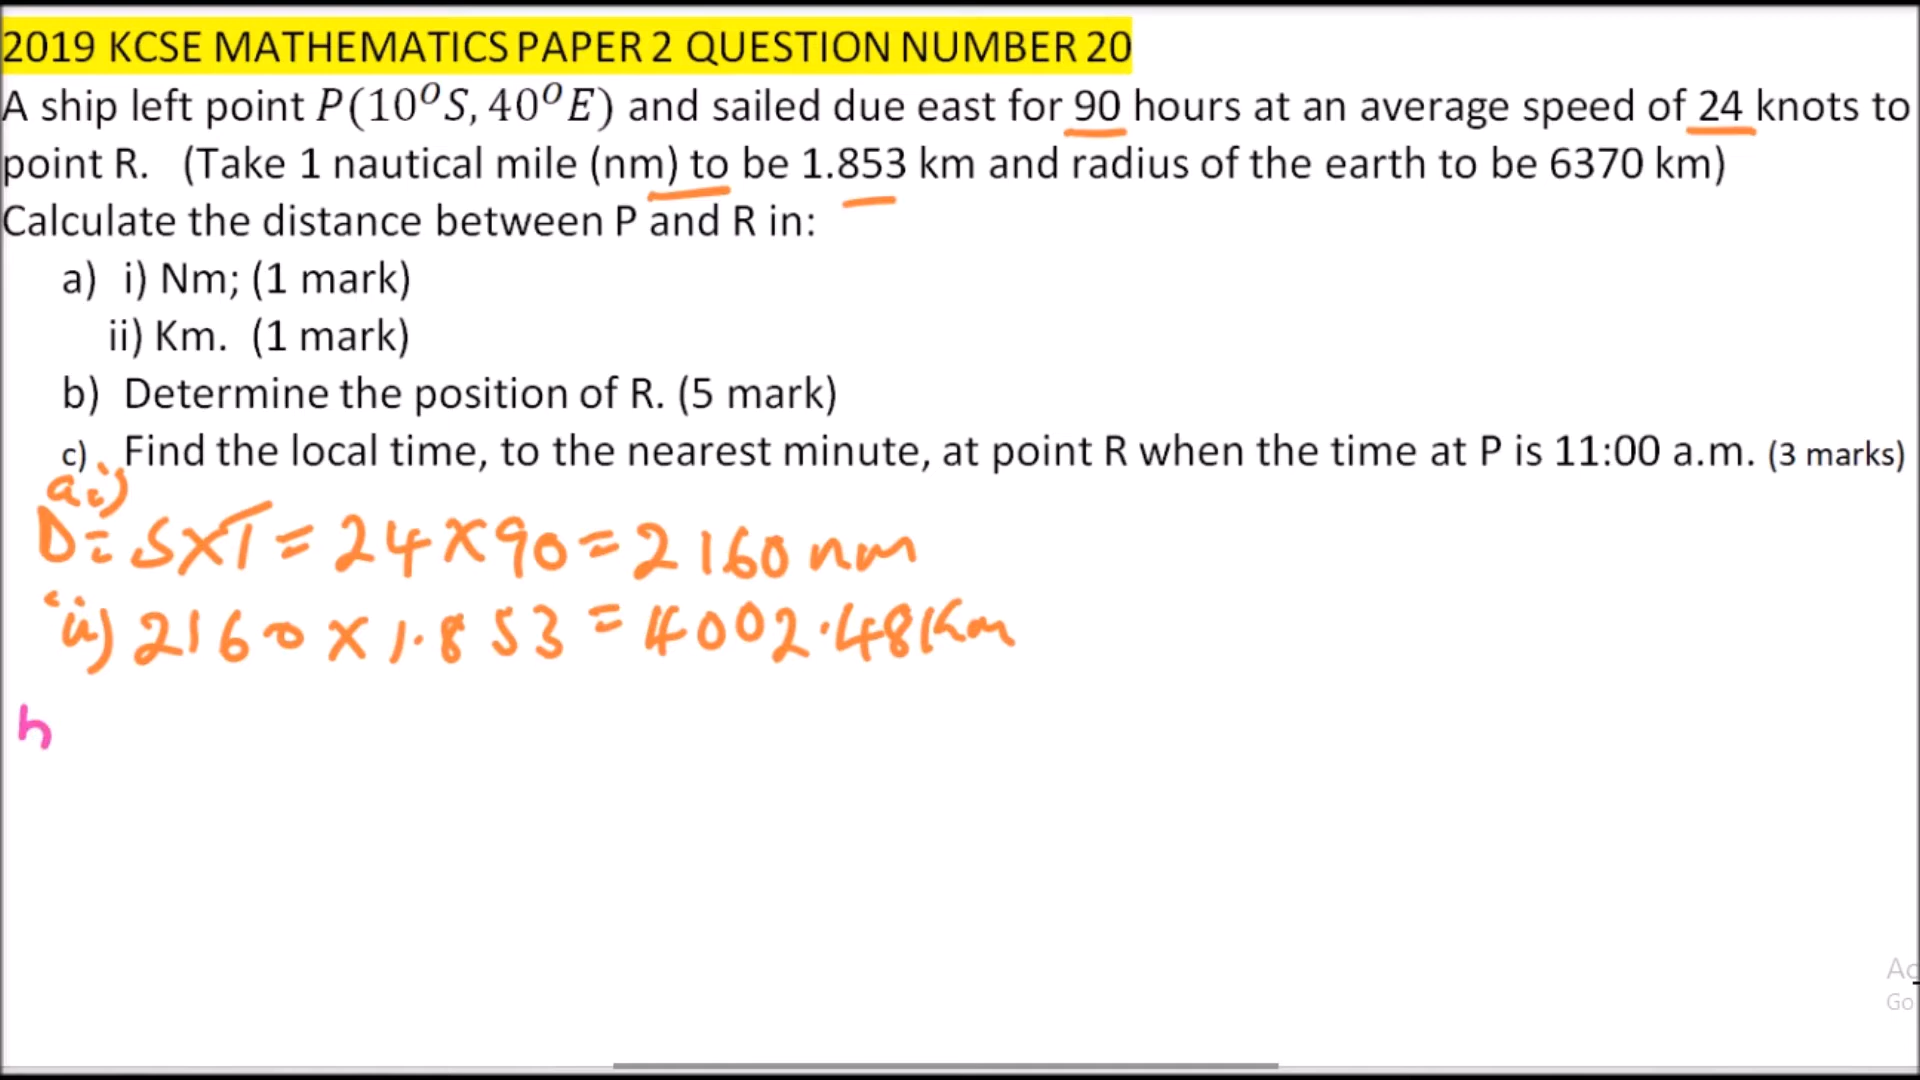 2019 KCSE MATHEMATICS PAPER 2 QUESTION NUMBER 20
A ship left point P(10⁰S, 40⁰E) and sailed due east for 90 hours at an average speed of 24 knots to
point R. (Take 1 nautical mile (nm) to be 1.853 km and radius of the earth to be 6370 km)
Calculate the distance between P and R in:
a) i) Nm; (1 mark)
ii) Km. (1 mark)
b) Determine the position of R. (5 mark)
c) Find the local time, to the nearest minute, at point R when the time at P is 11:00 a.m. (3 marks)
a i)
D = S×T = 24 × 90 = 2160 nm
ii) 2160 × 1.853 = 4002.48 Km
Go